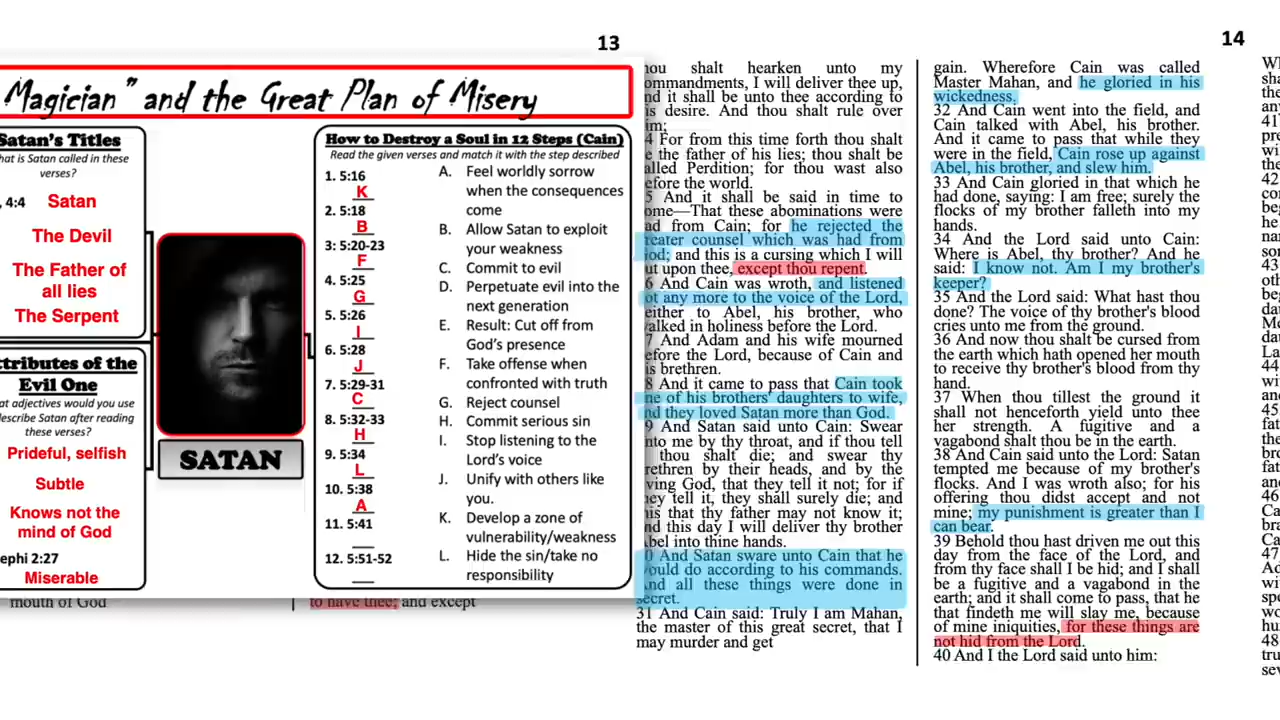 13
14
Magician” and the Great Plan of Misery
Satan’s Titles
hat is Satan called in these
verses?
, 4:4 Satan
The Devil
The Father of
all lies
The Serpent
ttributes of the
Evil One
at adjectives would you use
describe Satan after reading
these verses?
Prideful, selfish
Subtle
Knows not the
mind of God
ephi 2:27
Miserable
SATAN
How to Destroy a Soul in 12 Steps (Cain)
Read the given verses and match it with the step described
1. 5:16
K
2. 5:18
B
3: 5:20-23
F
4. 5:25
G
5. 5:26
I
6. 5:28
J
7. 5:29-31
C
8. 5:32-33
H
9. 5:34
L
10. 5:38
A
11. 5:41
12. 5:51-52
A. Feel worldly sorrow
when the consequences
come
B. Allow Satan to exploit
your weakness
C. Commit to evil
D. Perpetuate evil into the
next generation
E. Result: Cut off from
God’s presence
F. Take offense when
confronted with truth
G. Reject counsel
H. Commit serious sin
I. Stop listening to the
Lord’s voice
J. Unify with others like
you.
K. Develop a zone of
vulnerability/weakness
L. Hide the sin/take no
responsibility
mouth of God
to have thee; and except
hou shalt hearken unto my
ommandments, I will deliver thee up,
nd it shall be unto thee according to
is desire. And thou shalt rule over
im;
4 For from this time forth thou shalt
e the father of his lies; thou shalt be
alled Perdition; for thou wast also
efore the world.
5 And it shall be said in time to
ome—That these abominations were
ad from Cain; for he rejected the
reater counsel which was had from
od; and this is a cursing which I will
ut upon thee, except thou repent.
6 And Cain was wroth, and listened
ot any more to the voice of the Lord,
either to Abel, his brother, who
alked in holiness before the Lord.
7 And Adam and his wife mourned
efore the Lord, because of Cain and
is brethren.
8 And it came to pass that Cain took
ne of his brothers' daughters to wife,
nd they loved Satan more than God.
9 And Satan said unto Cain: Swear
nto me by thy throat, and if thou tell
thou shalt die; and swear thy
rethren by their heads, and by the
ving God, that they tell it not; for if
ey tell it, they shall surely die; and
is that thy father may not know it;
nd this day I will deliver thy brother
bel into thine hands.
0 And Satan sware unto Cain that he
ould do according to his commands.
And all these things were done in
secret.
31 And Cain said: Truly I am Mahan,
the master of this great secret, that I
may murder and get
gain. Wherefore Cain was called
Master Mahan, and he gloried in his
wickedness.
32 And Cain went into the field, and
Cain talked with Abel, his brother.
And it came to pass that while they
were in the field, Cain rose up against
Abel, his brother, and slew him.
33 And Cain gloried in that which he
had done, saying: I am free; surely the
flocks of my brother falleth into my
hands.
34 And the Lord said unto Cain:
Where is Abel, thy brother? And he
said: I know not. Am I my brother's
keeper?
35 And the Lord said: What hast thou
done? The voice of thy brother's blood
cries unto me from the ground.
36 And now thou shalt be cursed from
the earth which hath opened her mouth
to receive thy brother's blood from thy
hand.
37 When thou tillest the ground it
shall not henceforth yield unto thee
her strength. A fugitive and a
vagabond shalt thou be in the earth.
38 And Cain said unto the Lord: Satan
tempted me because of my brother's
flocks. And I was wroth also; for his
offering thou didst accept and not
mine; my punishment is greater than I
can bear.
39 Behold thou hast driven me out this
day from the face of the Lord, and
from thy face shall I be hid; and I shall
be a fugitive and a vagabond in the
earth; and it shall come to pass, that he
that findeth me will slay me, because
of mine iniquities, for these things are
not hid from the Lord.
40 And I the Lord said unto him:
41
42
43
44
45
46
47
48